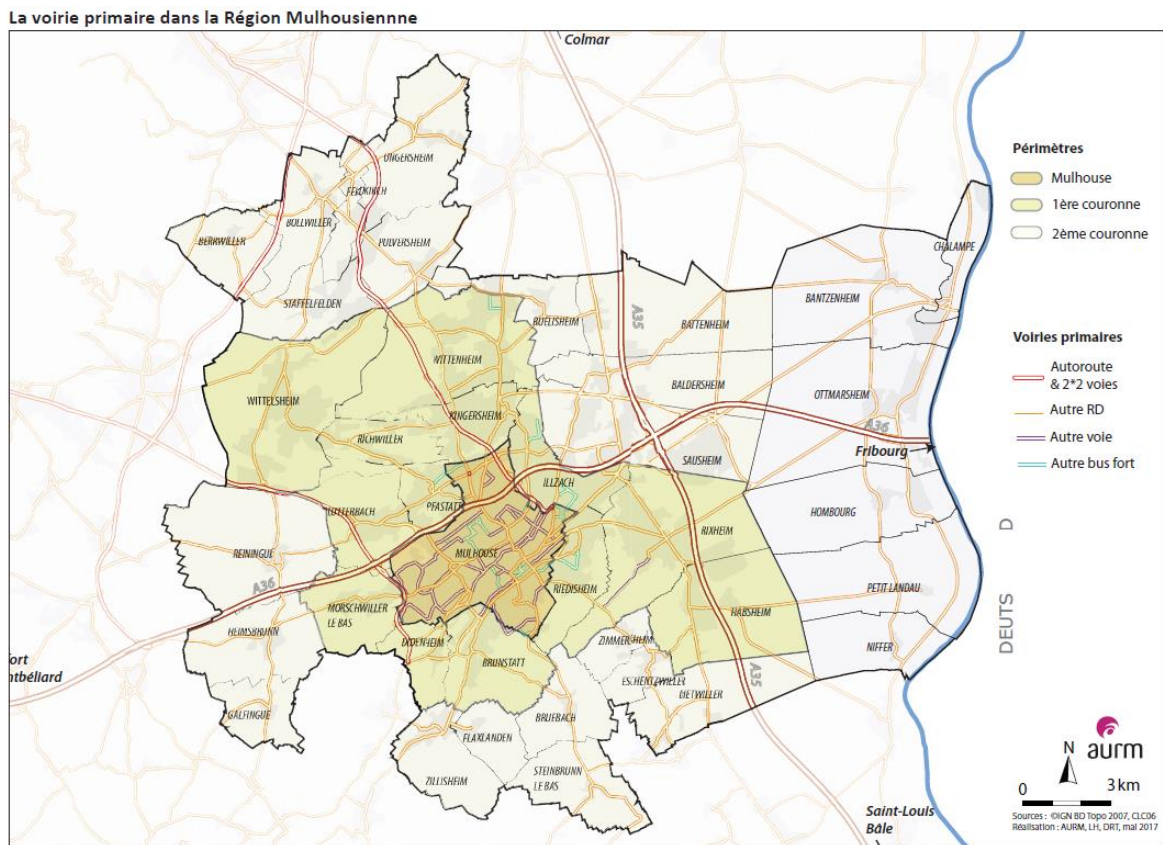 La voirie primaire dans la Région Mulhousiennne
Colmar
UNGERSHEIM
FELDKIRCH
BOLLWILLER
BERRWILLER
PULVERSHEIM
STAFFELFELDEN
CHALAMPE
BANTZENHEIM
RUELISHEIM
A35
BATTENHEIM
WITTENHEIM
BALDERSHEIM
WITTELSHEIM
OTTMARSHEIM
KINGERSHEIM
RICHWILLER
A36
Fribourg
SAUSHEIM
ILLZACH
PFASTATT
LUTTERBACH
HOMBOURG
RIXHEIM
REININGUE
MULHOUSE
A36
RIEDISHEIM
PETIT LANDAU
HABSHEIM
MORSCHWILLER
LE BAS
HEIMSBRUNN
DIDENHEIM
ZIMMERSHEIM
NIFFER
BRUNSTATT
ESCHENTZWILLER
A35
DIETWILLER
fort
ntbéliard
GALFINGUE
BRUEBACH
FLAXLANDEN
STEINBRUNN
LE BAS
ZILLISHEIM
Saint-Louis
Bâle
D
DEUTS
Périmètres
Mulhouse
1ère couronne
2ème couronne
Voiries primaires
Autoroute
& 2*2 voies
Autre RD
Autre voie
Autre bus fort
N
aurm
0 3 km
Sources : ©IGN BD Topo 2007, CLC06
Réalisation : AURM, LH, DRT, mai 2017